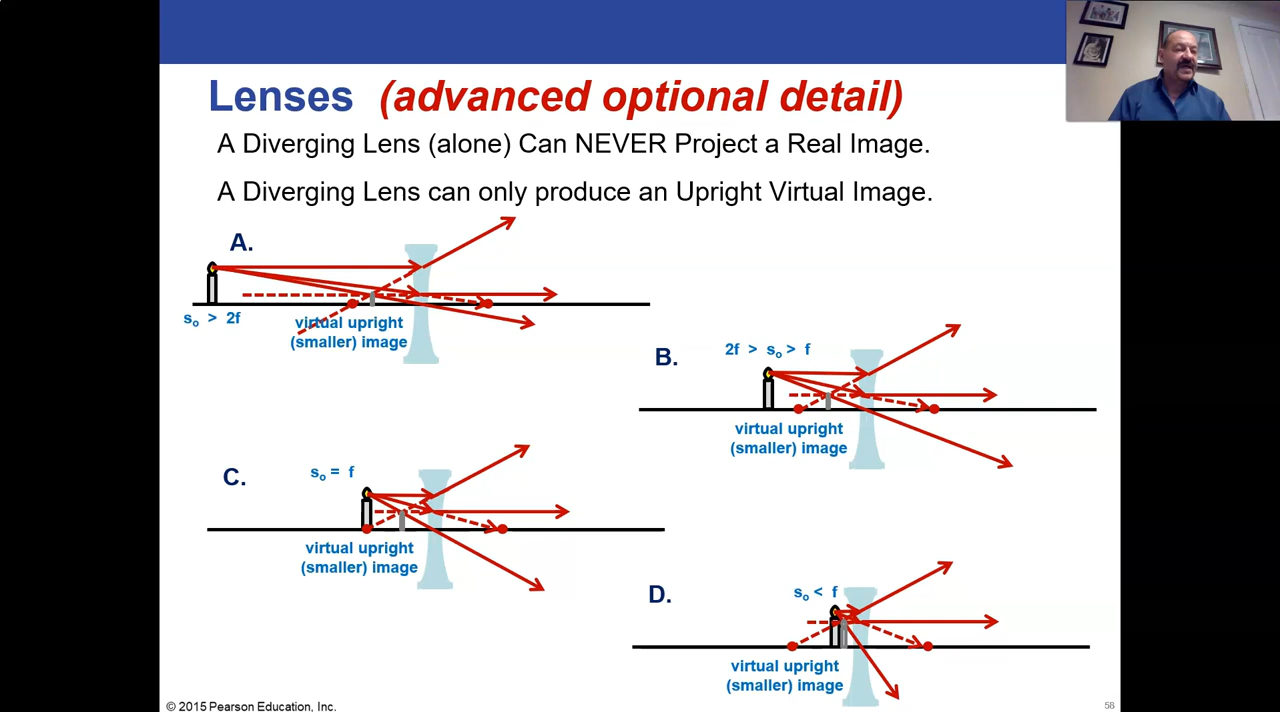 Lenses (advanced optional detail)
A Diverging Lens (alone) Can NEVER Project a Real Image.
A Diverging Lens can only produce an Upright Virtual Image.
A.
sₒ > 2f
virtual upright
(smaller) image
B.
2f > sₒ > f
virtual upright
(smaller) image
C.
sₒ = f
virtual upright
(smaller) image
D.
sₒ < f
virtual upright
(smaller) image
© 2015 Pearson Education, Inc.
58